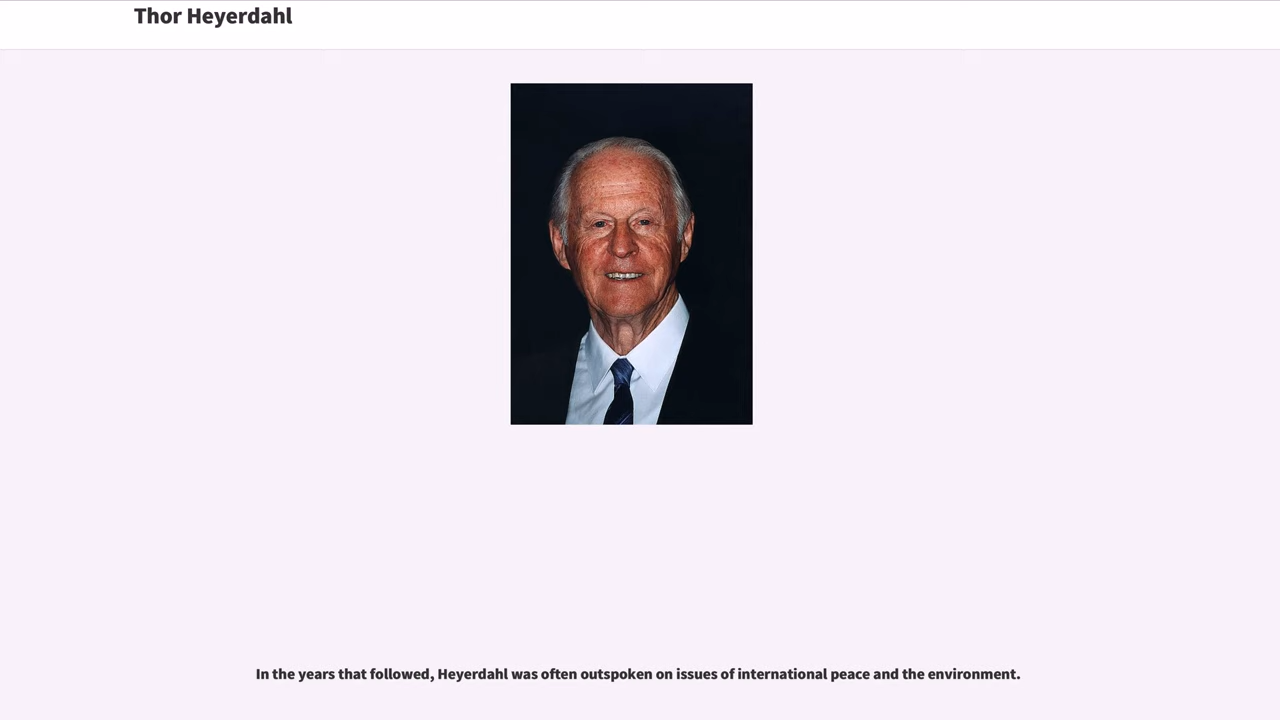 Thor Heyerdahl
In the years that followed, Heyerdahl was often outspoken on issues of international peace and the environment.